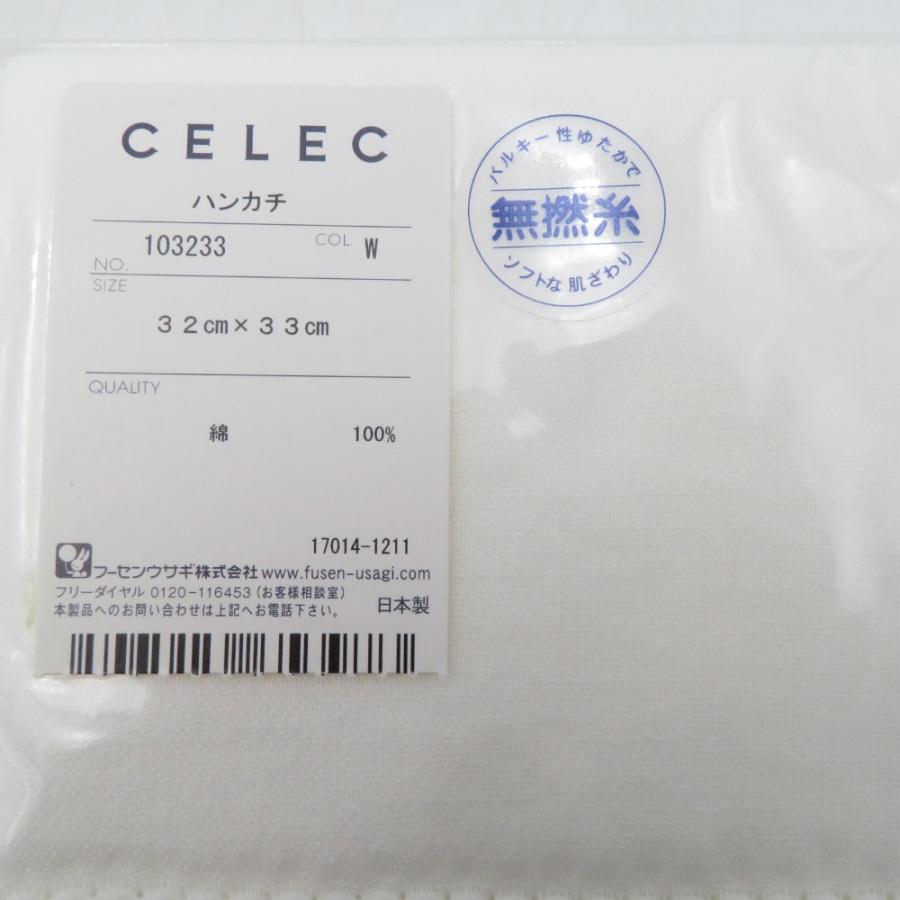 CELEC
ハンカチ
NO. 103233 COL W
SIZE
32cm×33cm
QUALITY
綿 100%
17014-1211
フーセンウサギ株式会社 www.fusen-usagi.com
フリーダイヤル 0120-116453(お客様相談室)
本製品へのお問い合わせは上記へお電話下さい。 日本製
バルキー性ゆたかで
無撚糸
ソフトな肌ざわり